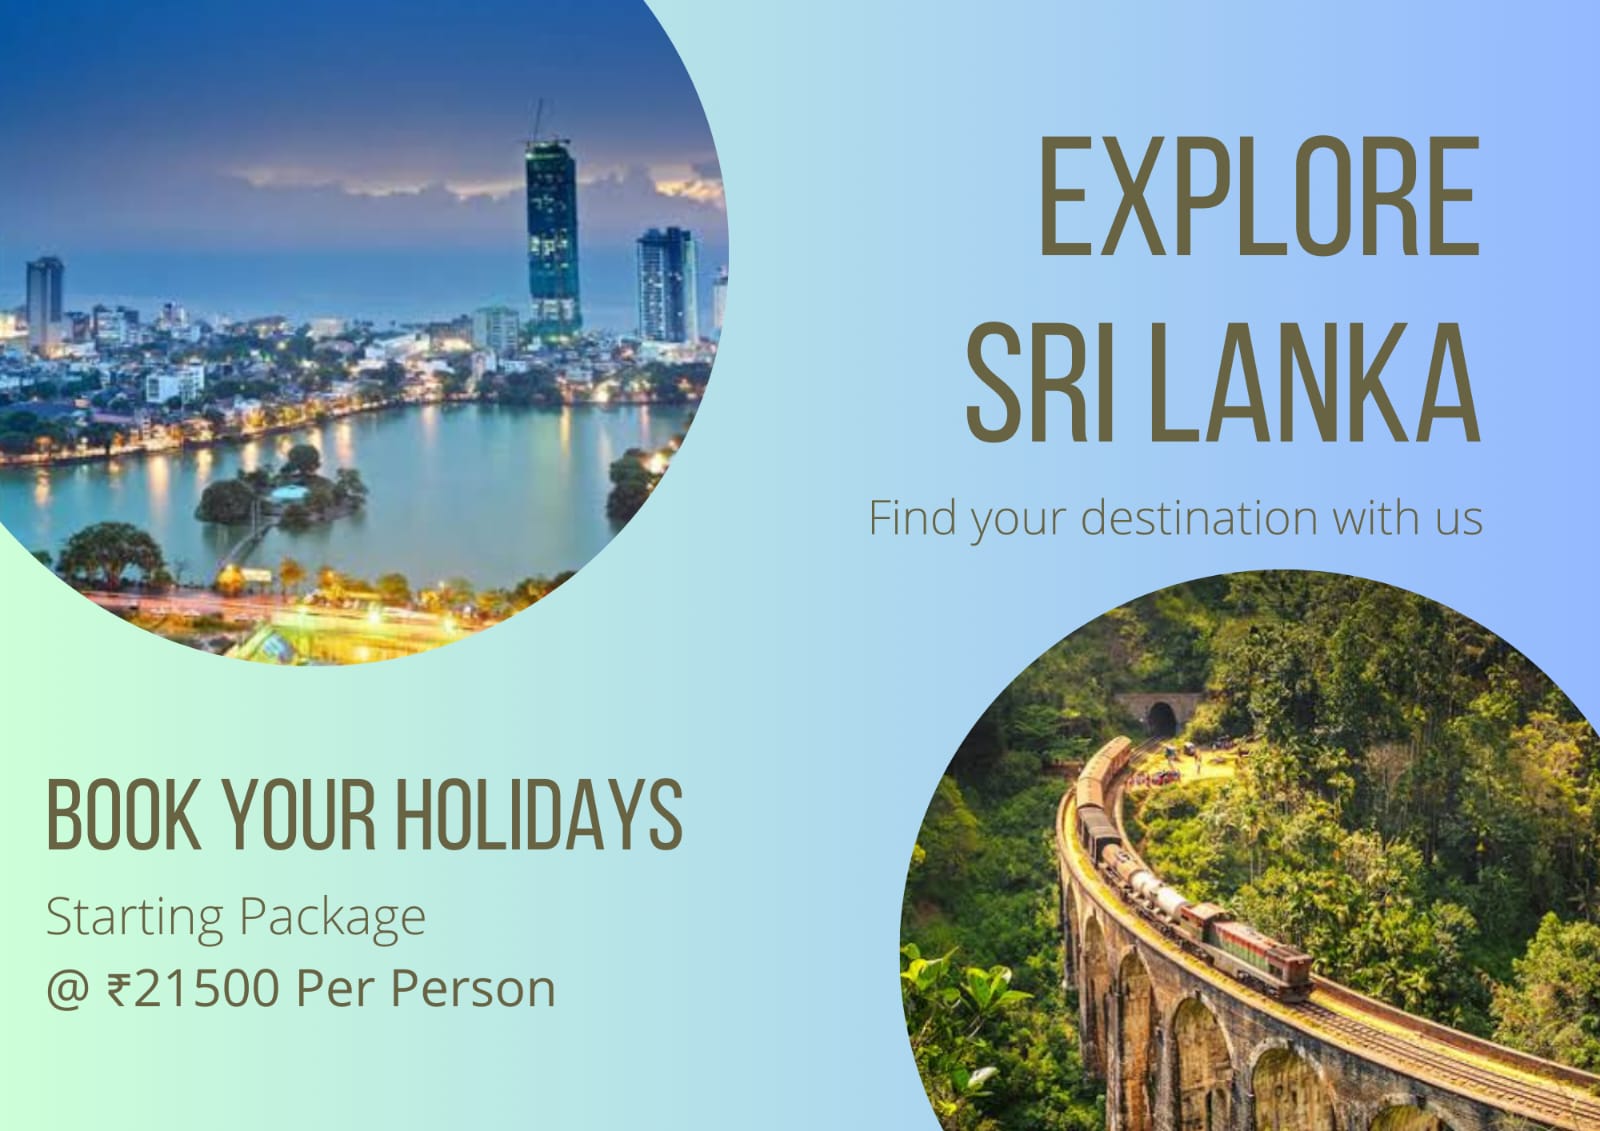 EXPLORE
SRI LANKA
Find your destination with us
BOOK YOUR HOLIDAYS
Starting Package
@ ₹21500 Per Person